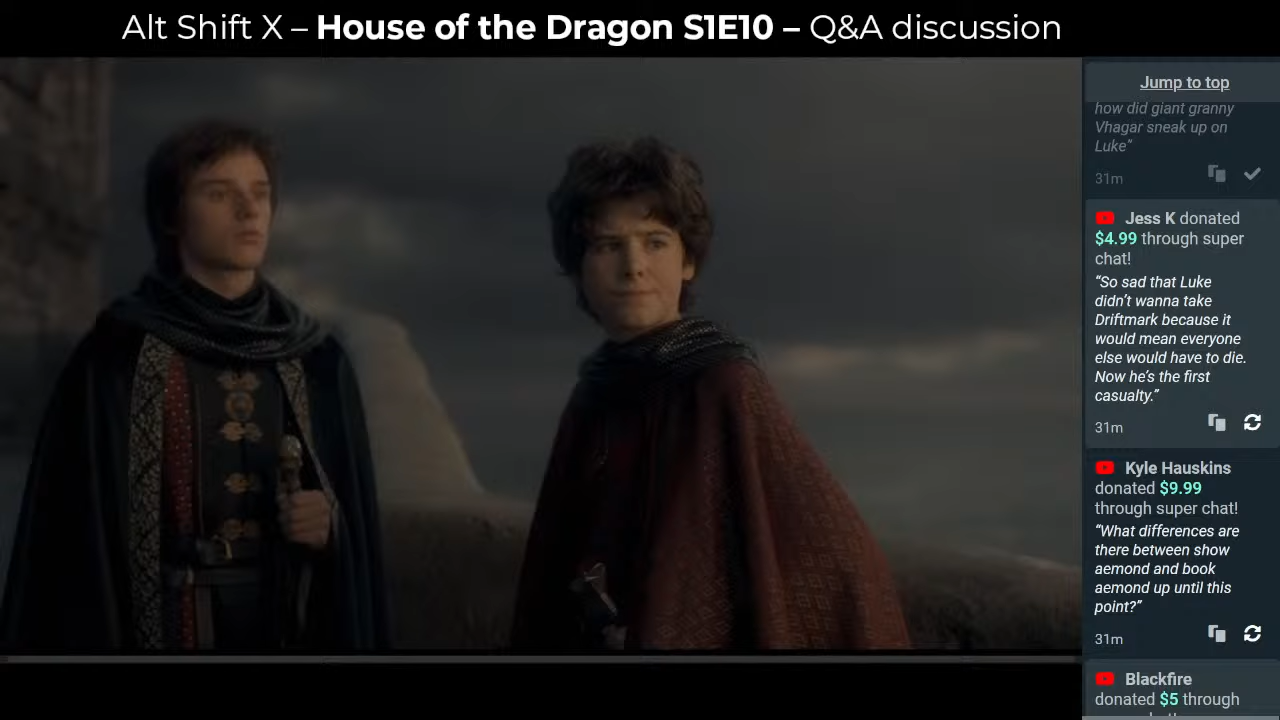 Alt Shift X – House of the Dragon S1E10 – Q&A discussion
Jump to top
how did giant granny
Vhagar sneak up on
Luke”
31m
Jess K donated
$4.99 through super
chat!
“So sad that Luke
didn’t wanna take
Driftmark because it
would mean everyone
else would have to die.
Now he’s the first
casualty.”
31m
Kyle Hauskins
donated $9.99
through super chat!
“What differences are
there between show
aemond and book
aemond up until this
point?”
31m
Blackfire
donated $5 through